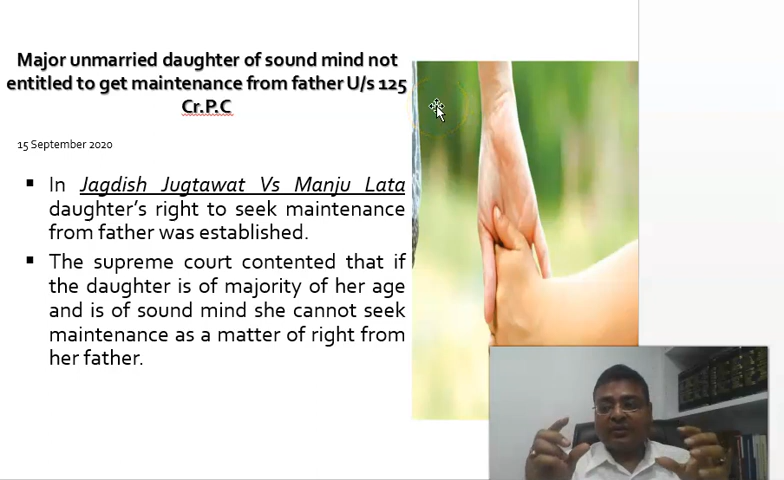 Major unmarried daughter of sound mind not
entitled to get maintenance from father U/s 125
Cr.P.C
15 September 2020
▪ In Jagdish Jugtawat Vs Manju Lata
daughter's right to seek maintenance
from father was established.
▪ The supreme court contented that if
the daughter is of majority of her age
and is of sound mind she cannot seek
maintenance as a matter of right from
her father.